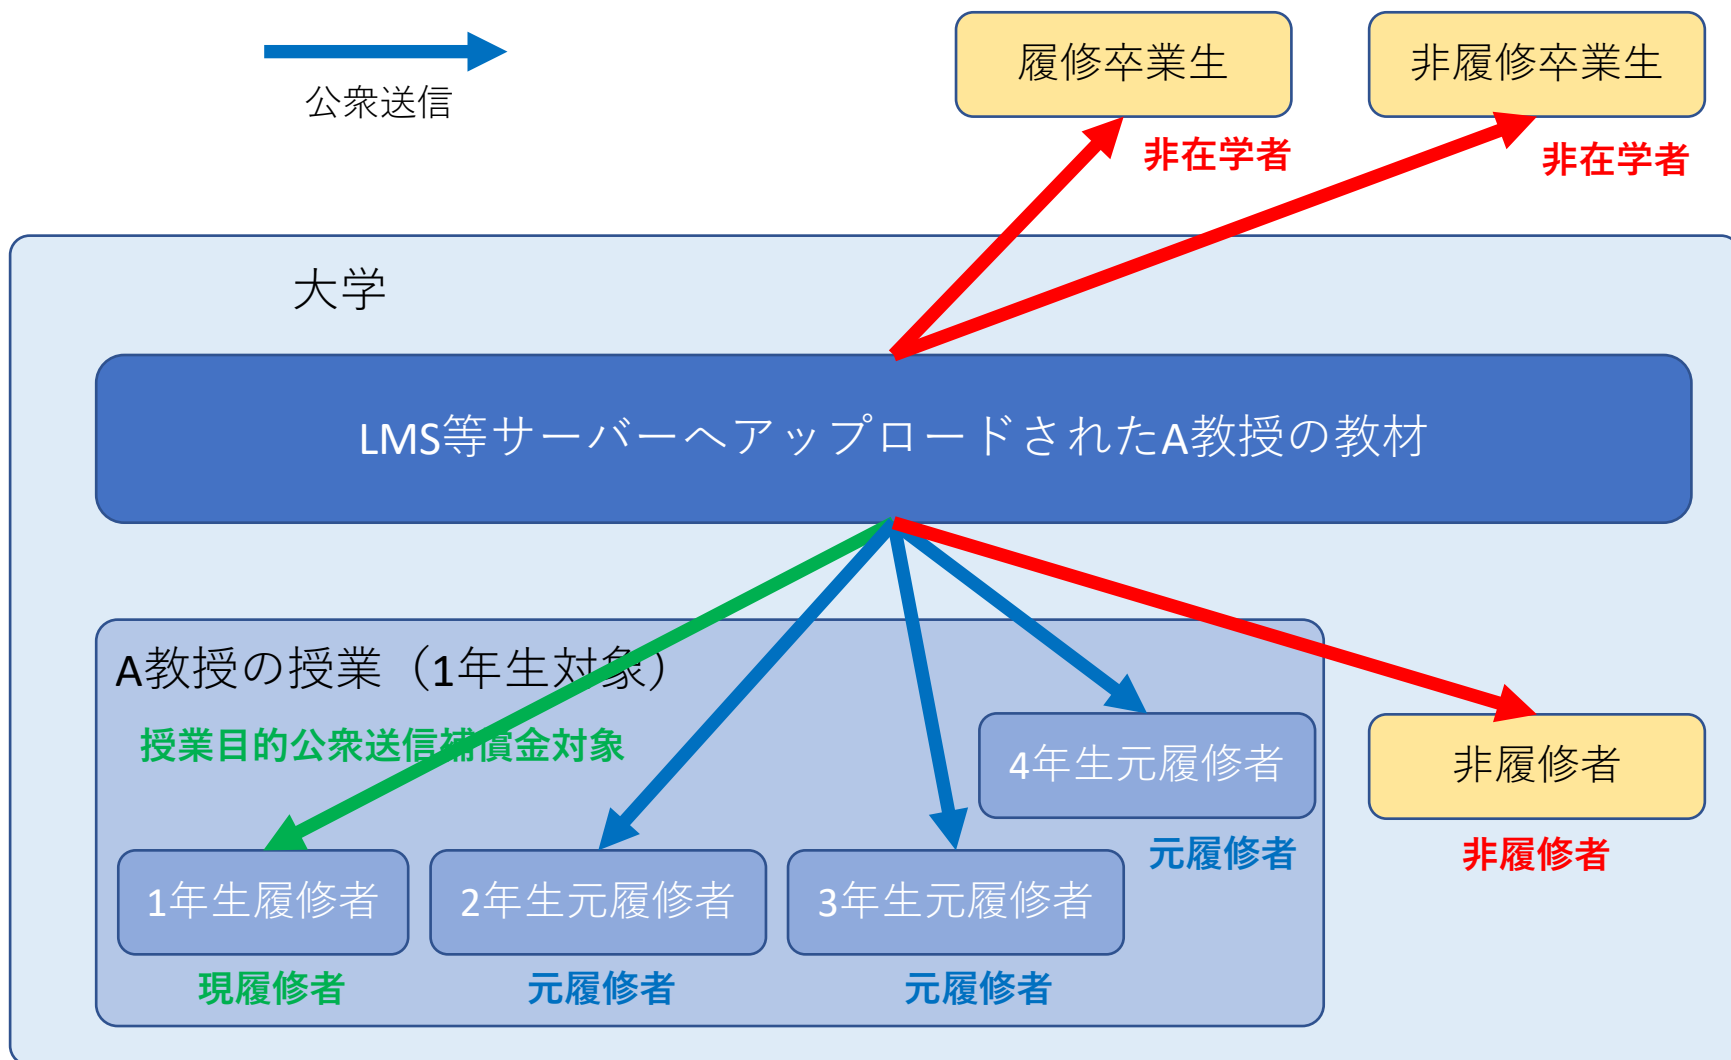 公衆送信
履修卒業生
非履修卒業生
非在学者
非在学者
大学
LMS等サーバーへアップロードされたA教授の教材
A教授の授業（1年生対象）
授業目的公衆送信補償金対象
4年生元履修者
非履修者
元履修者
非履修者
1年生履修者
2年生元履修者
3年生元履修者
現履修者
元履修者
元履修者